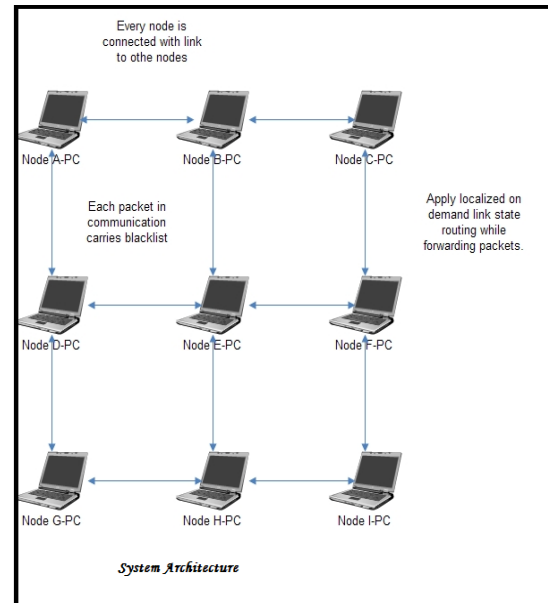 Every node is
connected with link
to othe nodes
Node A-PC
Node B-PC
Node C-PC
Each packet in
communication
carries blacklist
Apply localized on
demand link state
routing while
forwarding packets.
Node D-PC
Node E-PC
Node F-PC
Node G-PC
Node H-PC
Node I-PC
System Architecture